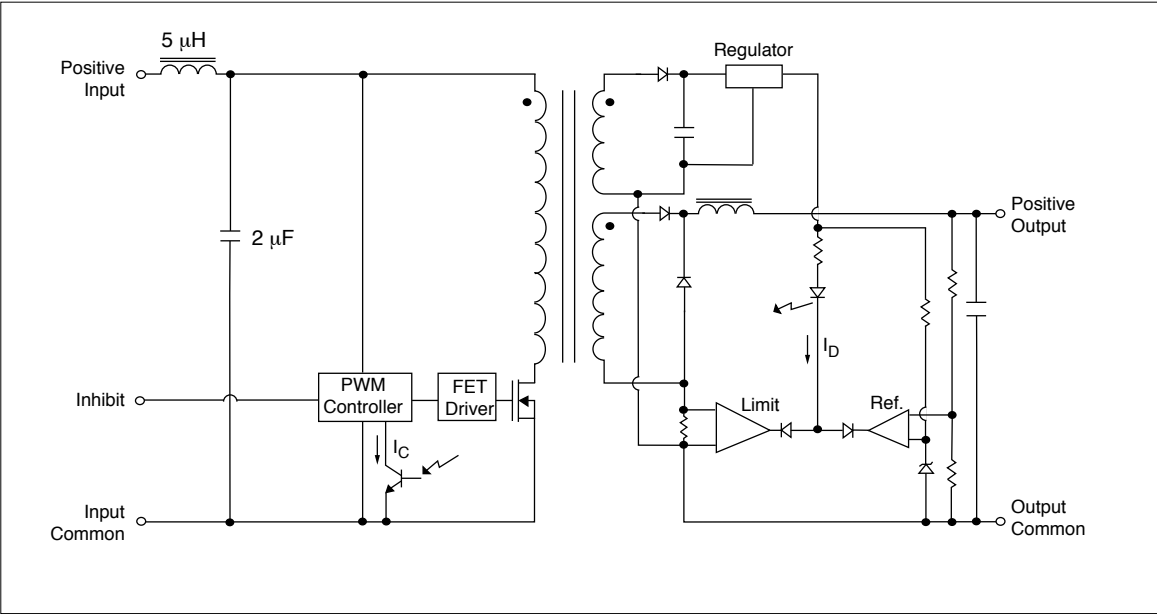 5 μH
Regulator
Positive
Input
Positive
Output
2 μF
I_D
Inhibit
PWM
Controller
FET
Driver
Limit
Ref.
I_C
Input
Common
Output
Common